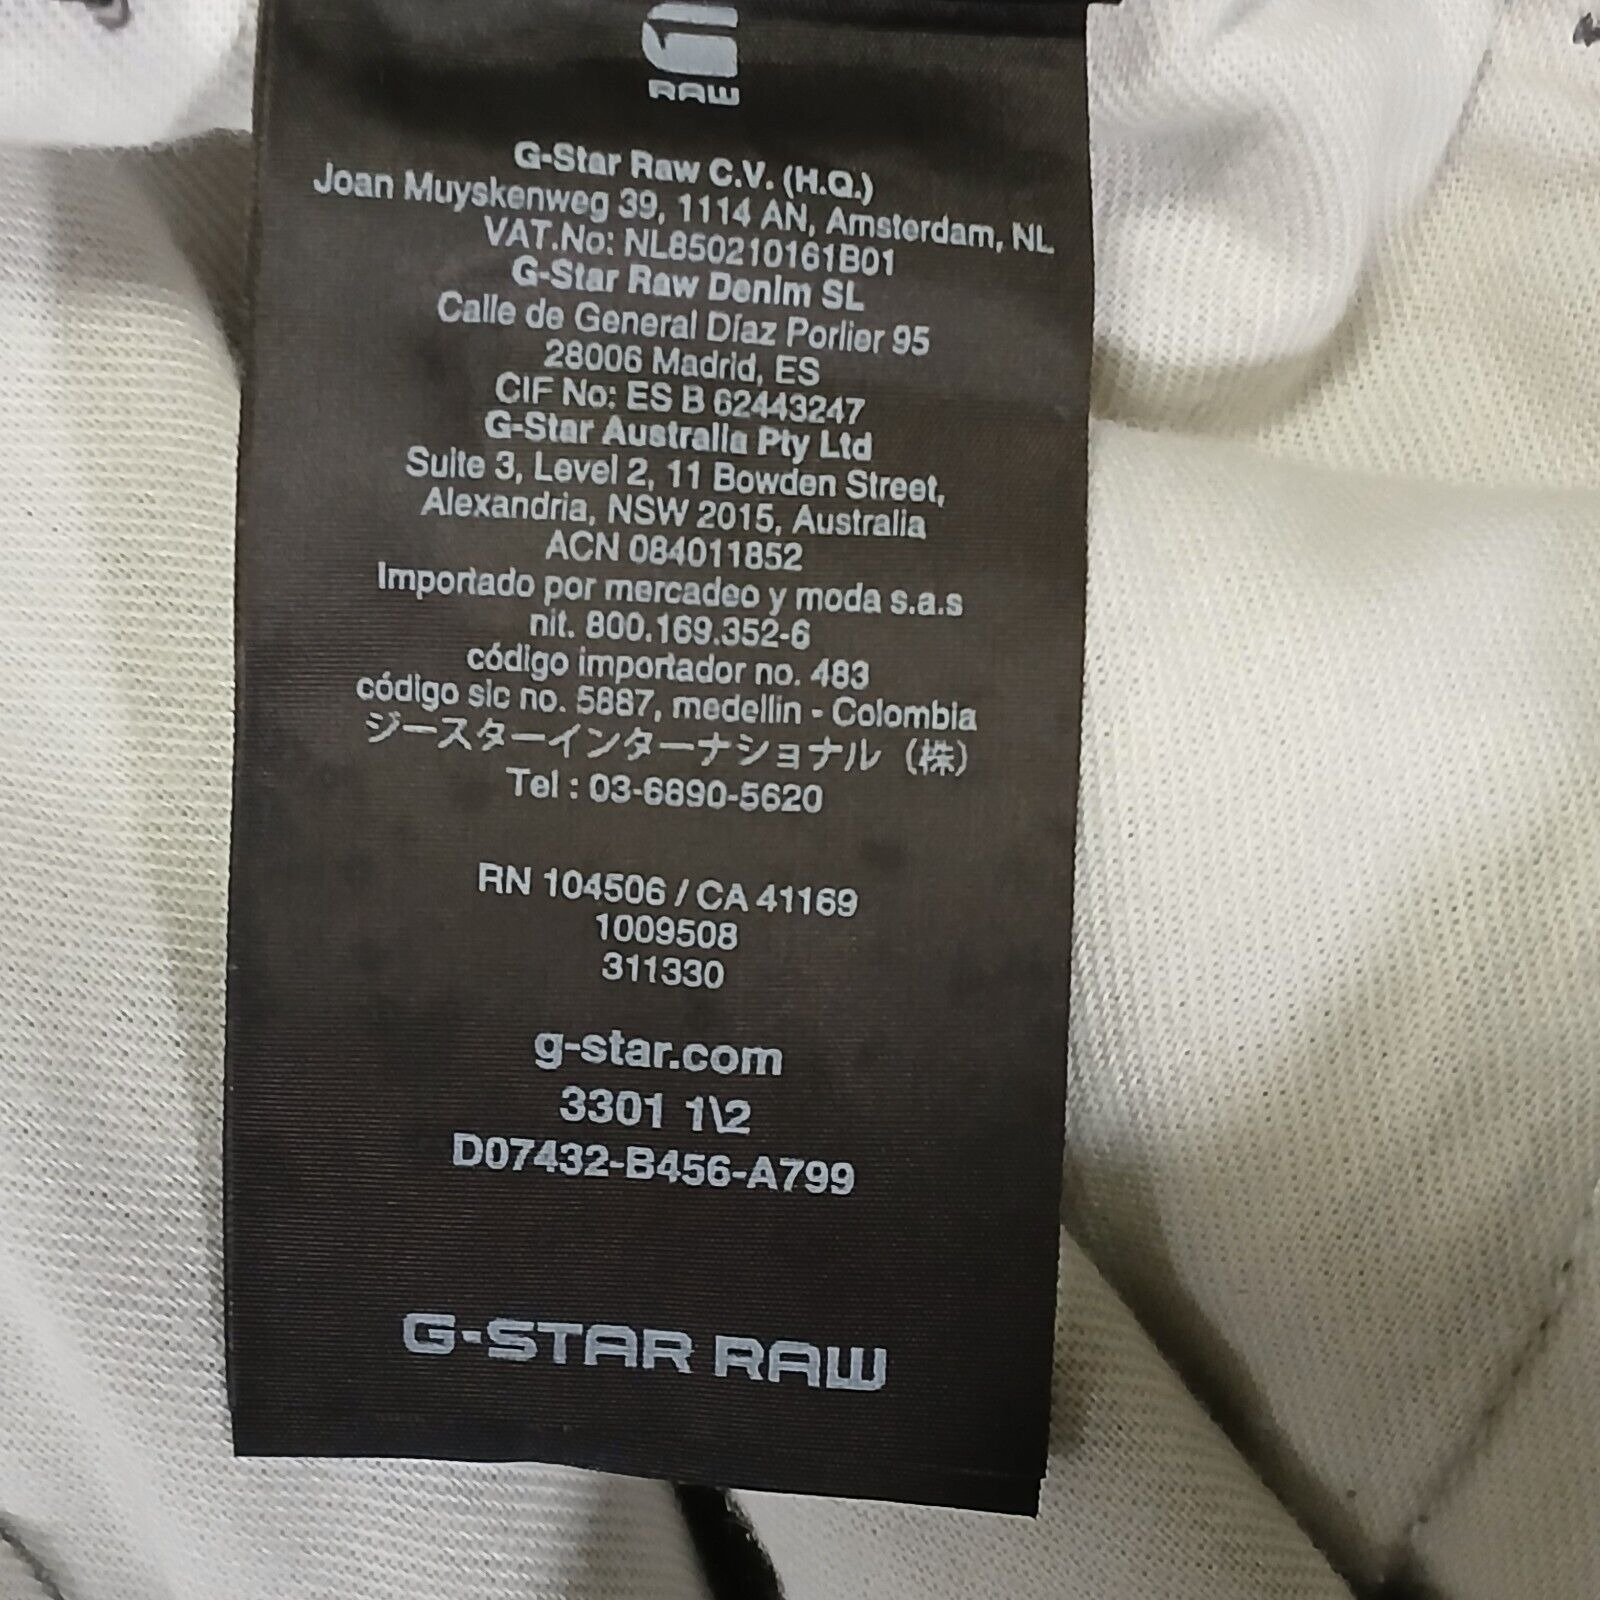 RAW
G-Star Raw C.V. (H.Q.)
Joan Muyskenweg 39, 1114 AN, Amsterdam, NL
VAT.No: NL850210161B01
G-Star Raw Denim SL
Calle de General Díaz Porlier 95
28006 Madrid, ES
CIF No: ES B 62443247
G-Star Australia Pty Ltd
Suite 3, Level 2, 11 Bowden Street,
Alexandria, NSW 2015, Australia
ACN 084011852
Importado por mercadeo y moda s.a.s
nit. 800.169.352-6
código importador no. 483
código sic no. 5887, medellin - Colombia
ジースターインターナショナル (株)
Tel : 03-6890-5620
RN 104506 / CA 41169
1009508
311330
g-star.com
3301 1\2
D07432-B456-A799
G-STAR RAW